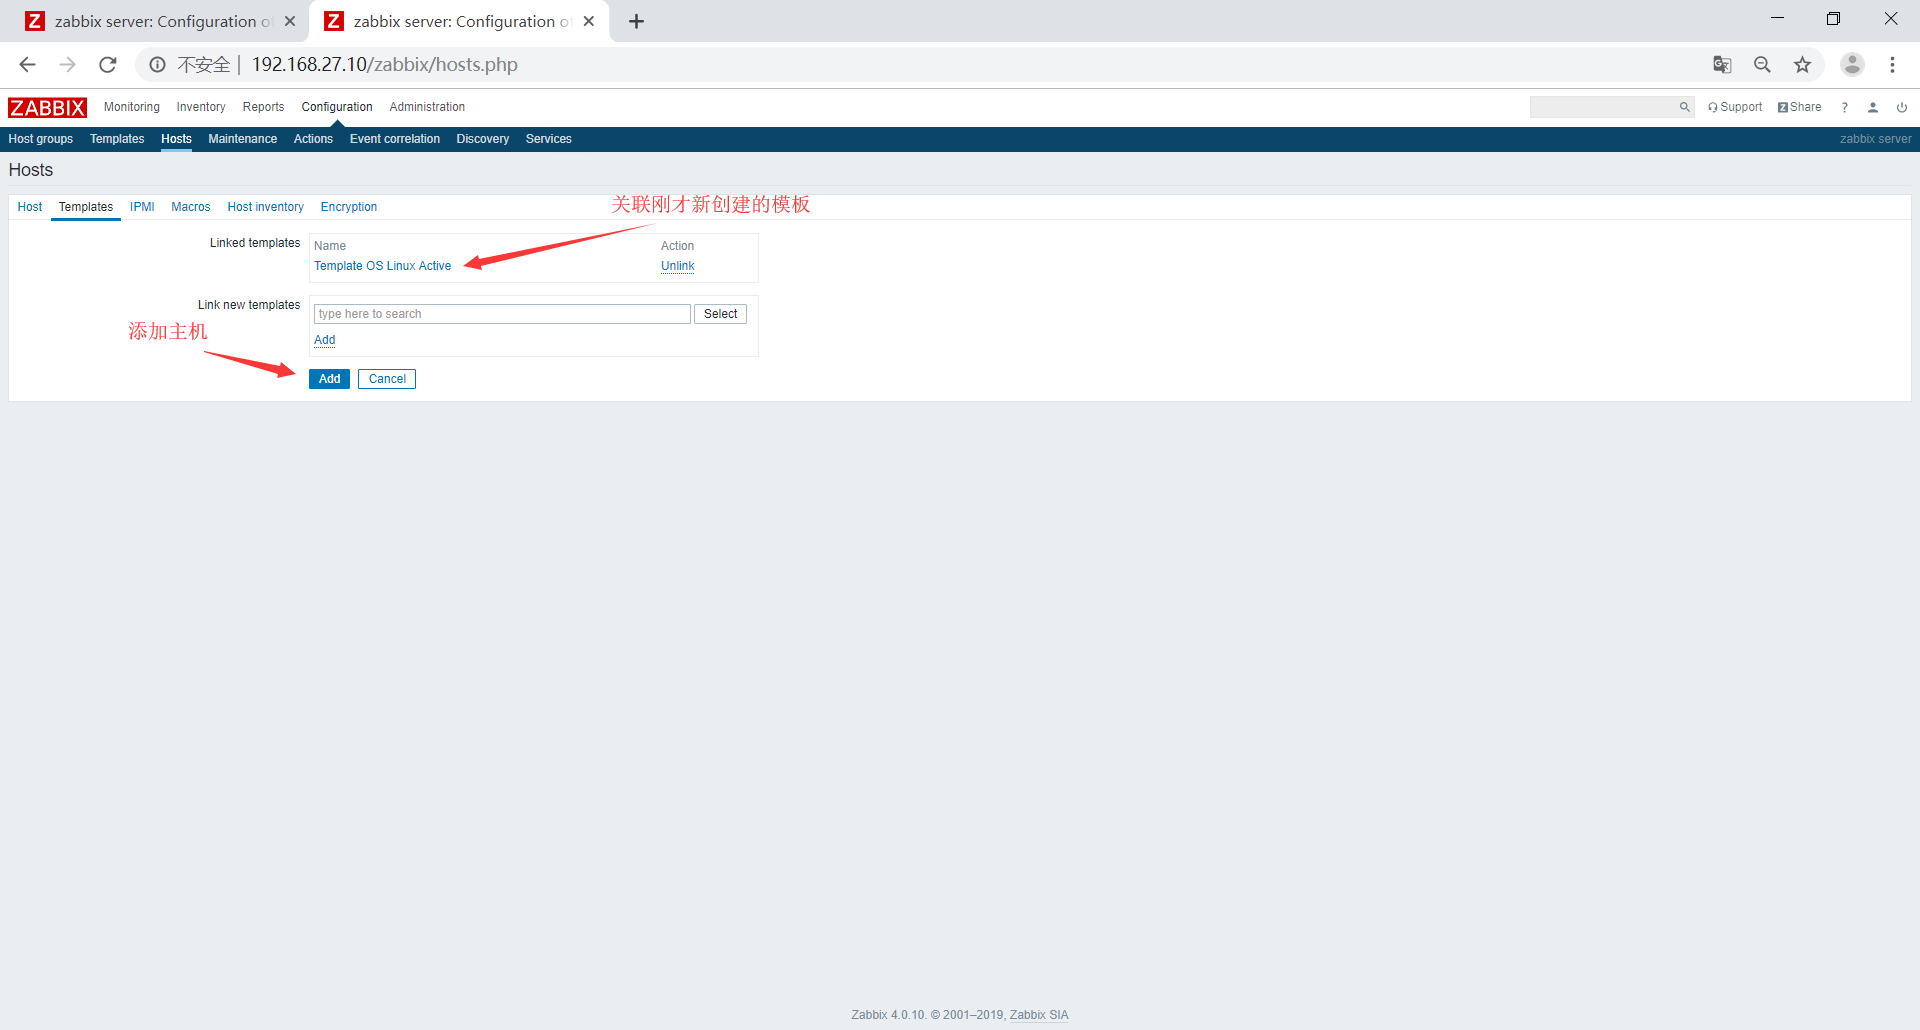 Z zabbix server: Configuration o Z zabbix server: Configuration o
不安全 | 192.168.27.10/zabbix/hosts.php
ZABBIX Monitoring Inventory Reports Configuration Administration Support Z Share ?
Host groups Templates Hosts Maintenance Actions Event correlation Discovery Services zabbix server
Hosts
Host Templates IPMI Macros Host inventory Encryption
关联刚才新创建的模板
Linked templates Name Action
Template OS Linux Active Unlink
Link new templates type here to search Select
添加主机
Add
Add Cancel
Zabbix 4.0.10. © 2001–2019, Zabbix SIA